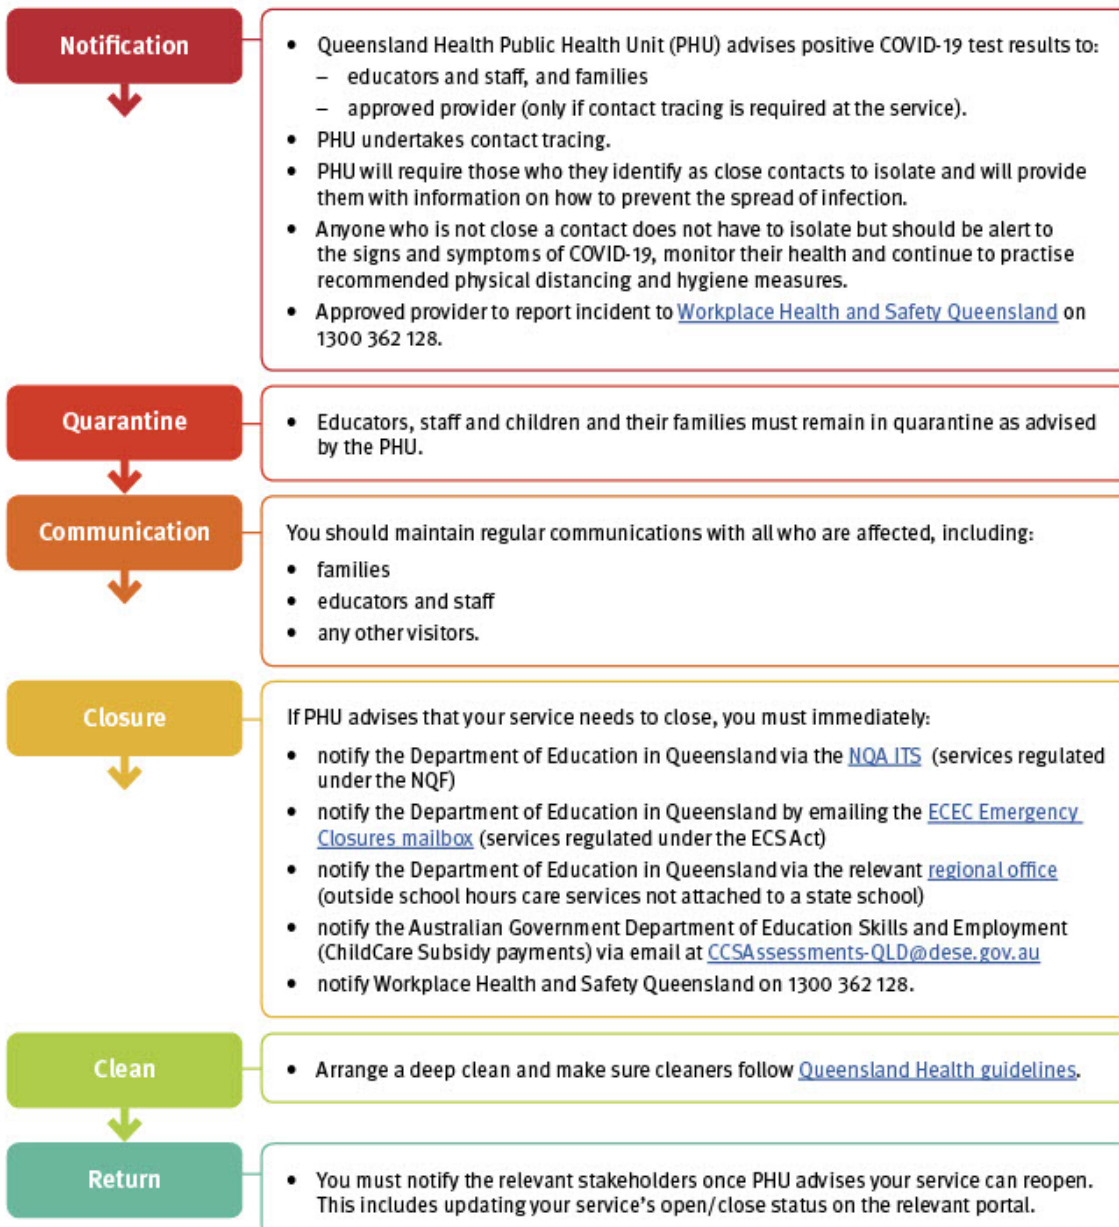 Notification
• Queensland Health Public Health Unit (PHU) advises positive COVID-19 test results to:
– educators and staff, and families
– approved provider (only if contact tracing is required at the service).
• PHU undertakes contact tracing.
• PHU will require those who they identify as close contacts to isolate and will provide
them with information on how to prevent the spread of infection.
• Anyone who is not close a contact does not have to isolate but should be alert to
the signs and symptoms of COVID-19, monitor their health and continue to practise
recommended physical distancing and hygiene measures.
• Approved provider to report incident to Workplace Health and Safety Queensland on
1300 362 128.
Quarantine
• Educators, staff and children and their families must remain in quarantine as advised
by the PHU.
Communication
You should maintain regular communications with all who are affected, including:
• families
• educators and staff
• any other visitors.
Closure
If PHU advises that your service needs to close, you must immediately:
• notify the Department of Education in Queensland via the NQA ITS (services regulated
under the NQF)
• notify the Department of Education in Queensland by emailing the ECEC Emergency
Closures mailbox (services regulated under the ECS Act)
• notify the Department of Education in Queensland via the relevant regional office
(outside school hours care services not attached to a state school)
• notify the Australian Government Department of Education Skills and Employment
(ChildCare Subsidy payments) via email at CCSAssessments-QLD@dese.gov.au
• notify Workplace Health and Safety Queensland on 1300 362 128.
Clean
• Arrange a deep clean and make sure cleaners follow Queensland Health guidelines.
Return
• You must notify the relevant stakeholders once PHU advises your service can reopen.
This includes updating your service's open/close status on the relevant portal.